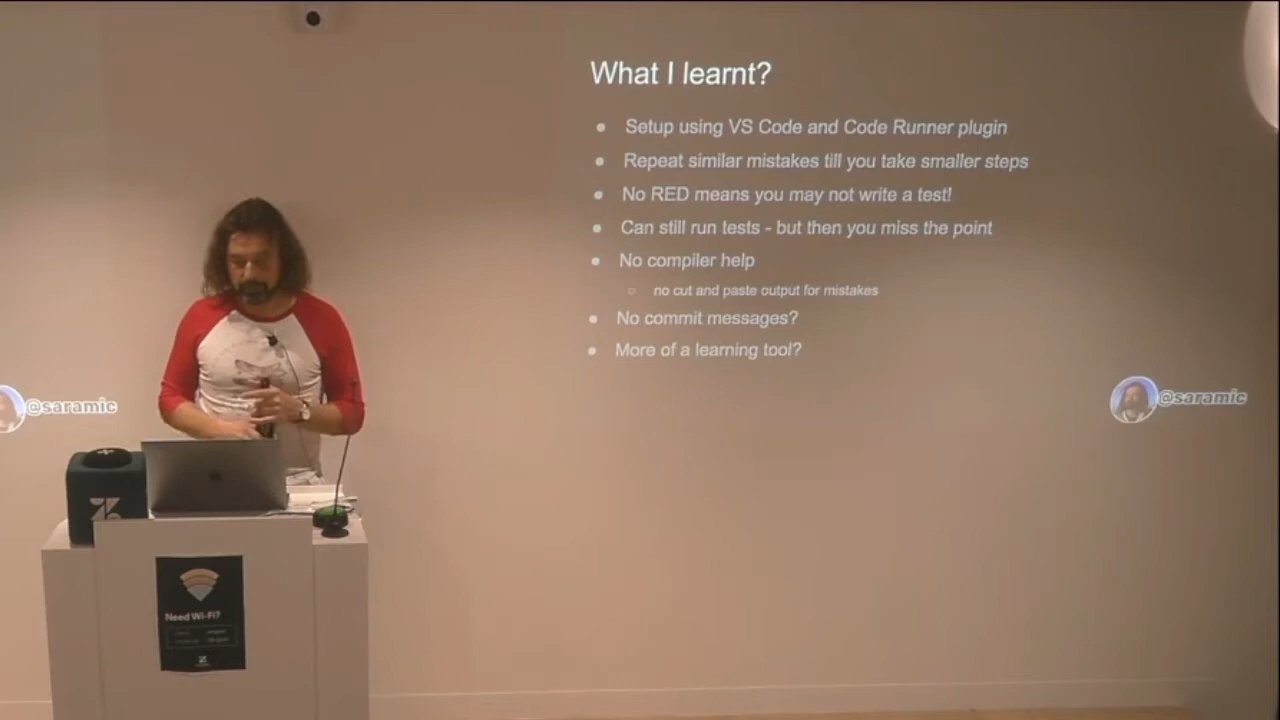 What I learnt?
Setup using VS Code and Code Runner plugin
Repeat similar mistakes till you take smaller steps
No RED means you may not write a test!
Can still run tests - but then you miss the point
No compiler help
no cut and paste output for mistakes
No commit messages?
More of a learning tool?
@saramic
@saramic
Need Wi-Fi?